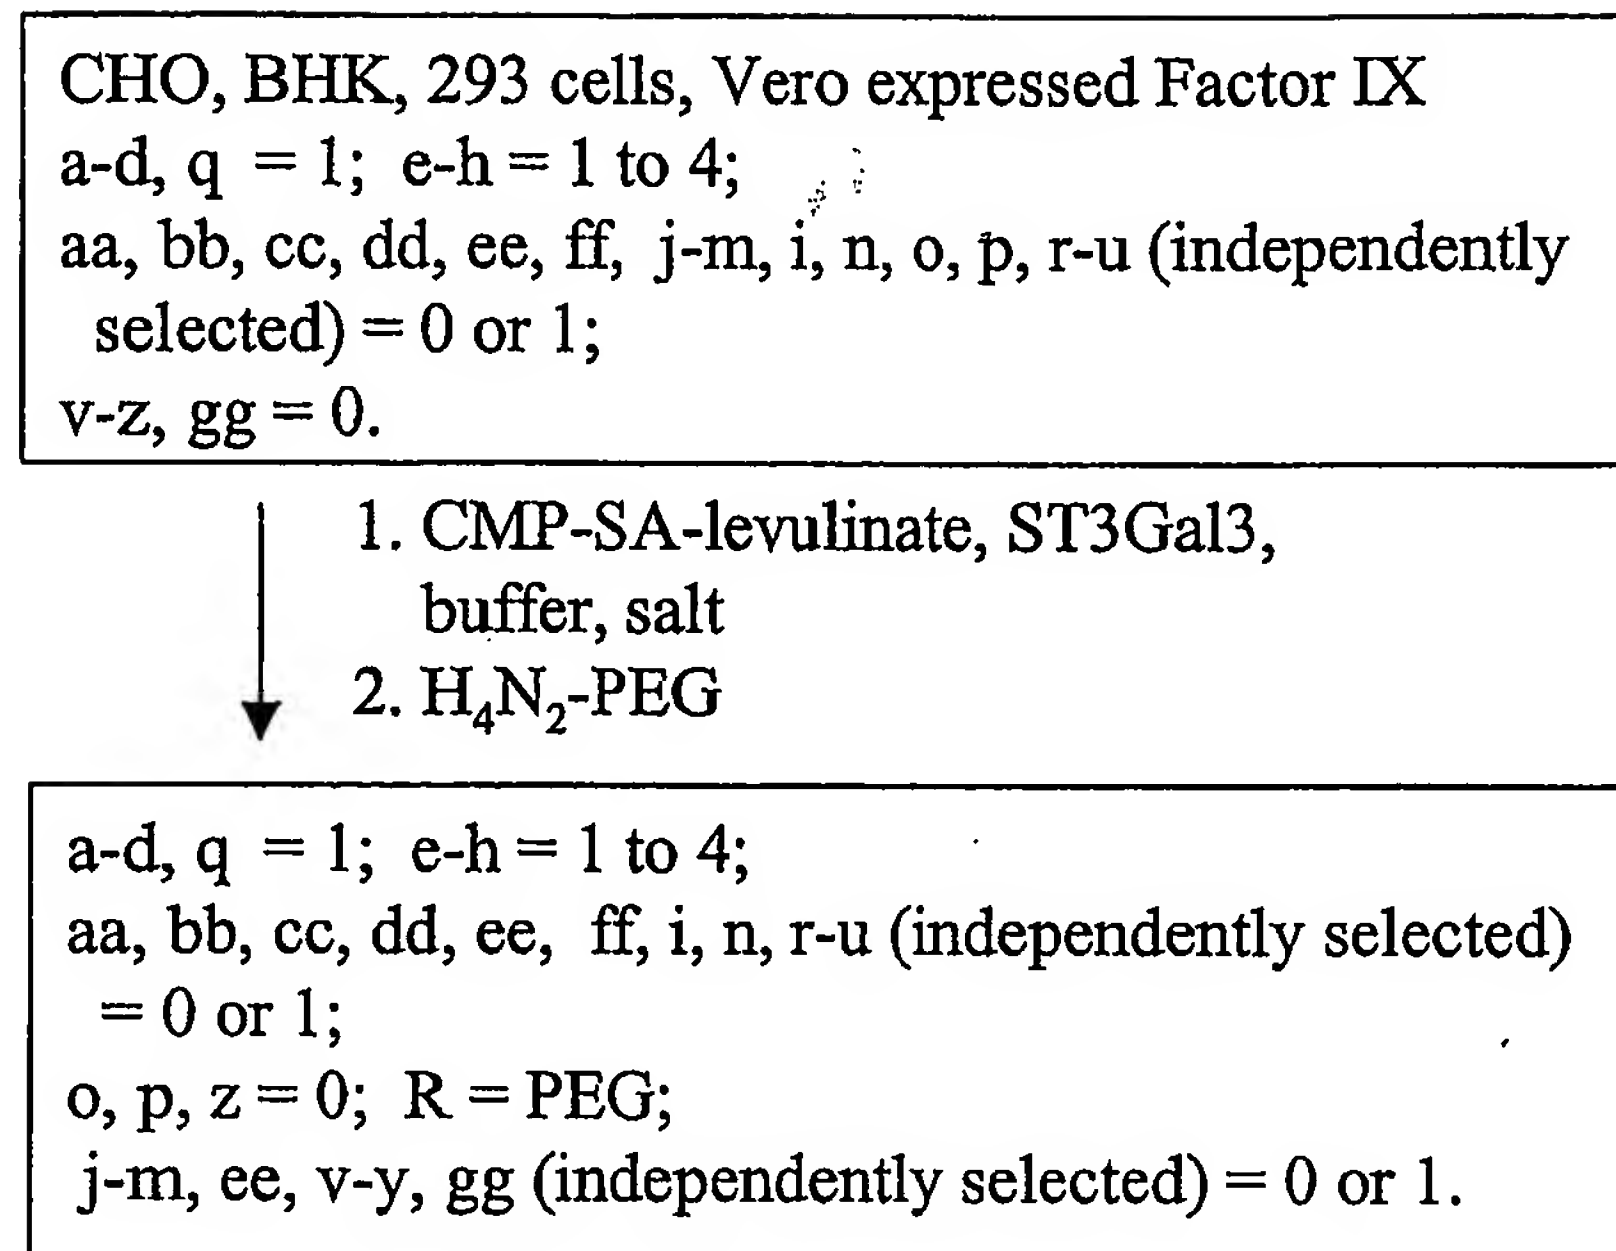 CHO, BHK, 293 cells, Vero expressed Factor IX
a-d, q = 1; e-h = 1 to 4;
aa, bb, cc, dd, ee, ff, j-m, i, n, o, p, r-u (independently
selected) = 0 or 1;
v-z, gg = 0.
1. CMP-SA-levulinate, ST3Gal3,
buffer, salt
2. H₄N₂-PEG
a-d, q = 1; e-h = 1 to 4;
aa, bb, cc, dd, ee, ff, i, n, r-u (independently selected)
= 0 or 1;
o, p, z = 0; R = PEG;
j-m, ee, v-y, gg (independently selected) = 0 or 1.